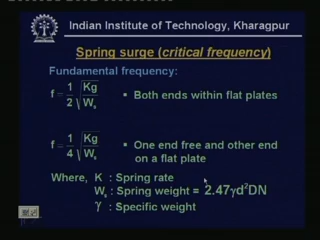 Indian Institute of Technology, Kharagpur
Spring surge (critical frequency)
Fundamental frequency:
f = 1/2 √(Kg/Wₛ) ▪ Both ends within flat plates
f = 1/4 √(Kg/Wₛ) ▪ One end free and other end
on a flat plate
Where, K : Spring rate
Wₛ : Spring weight = 2.47γd²DN
γ : Specific weight